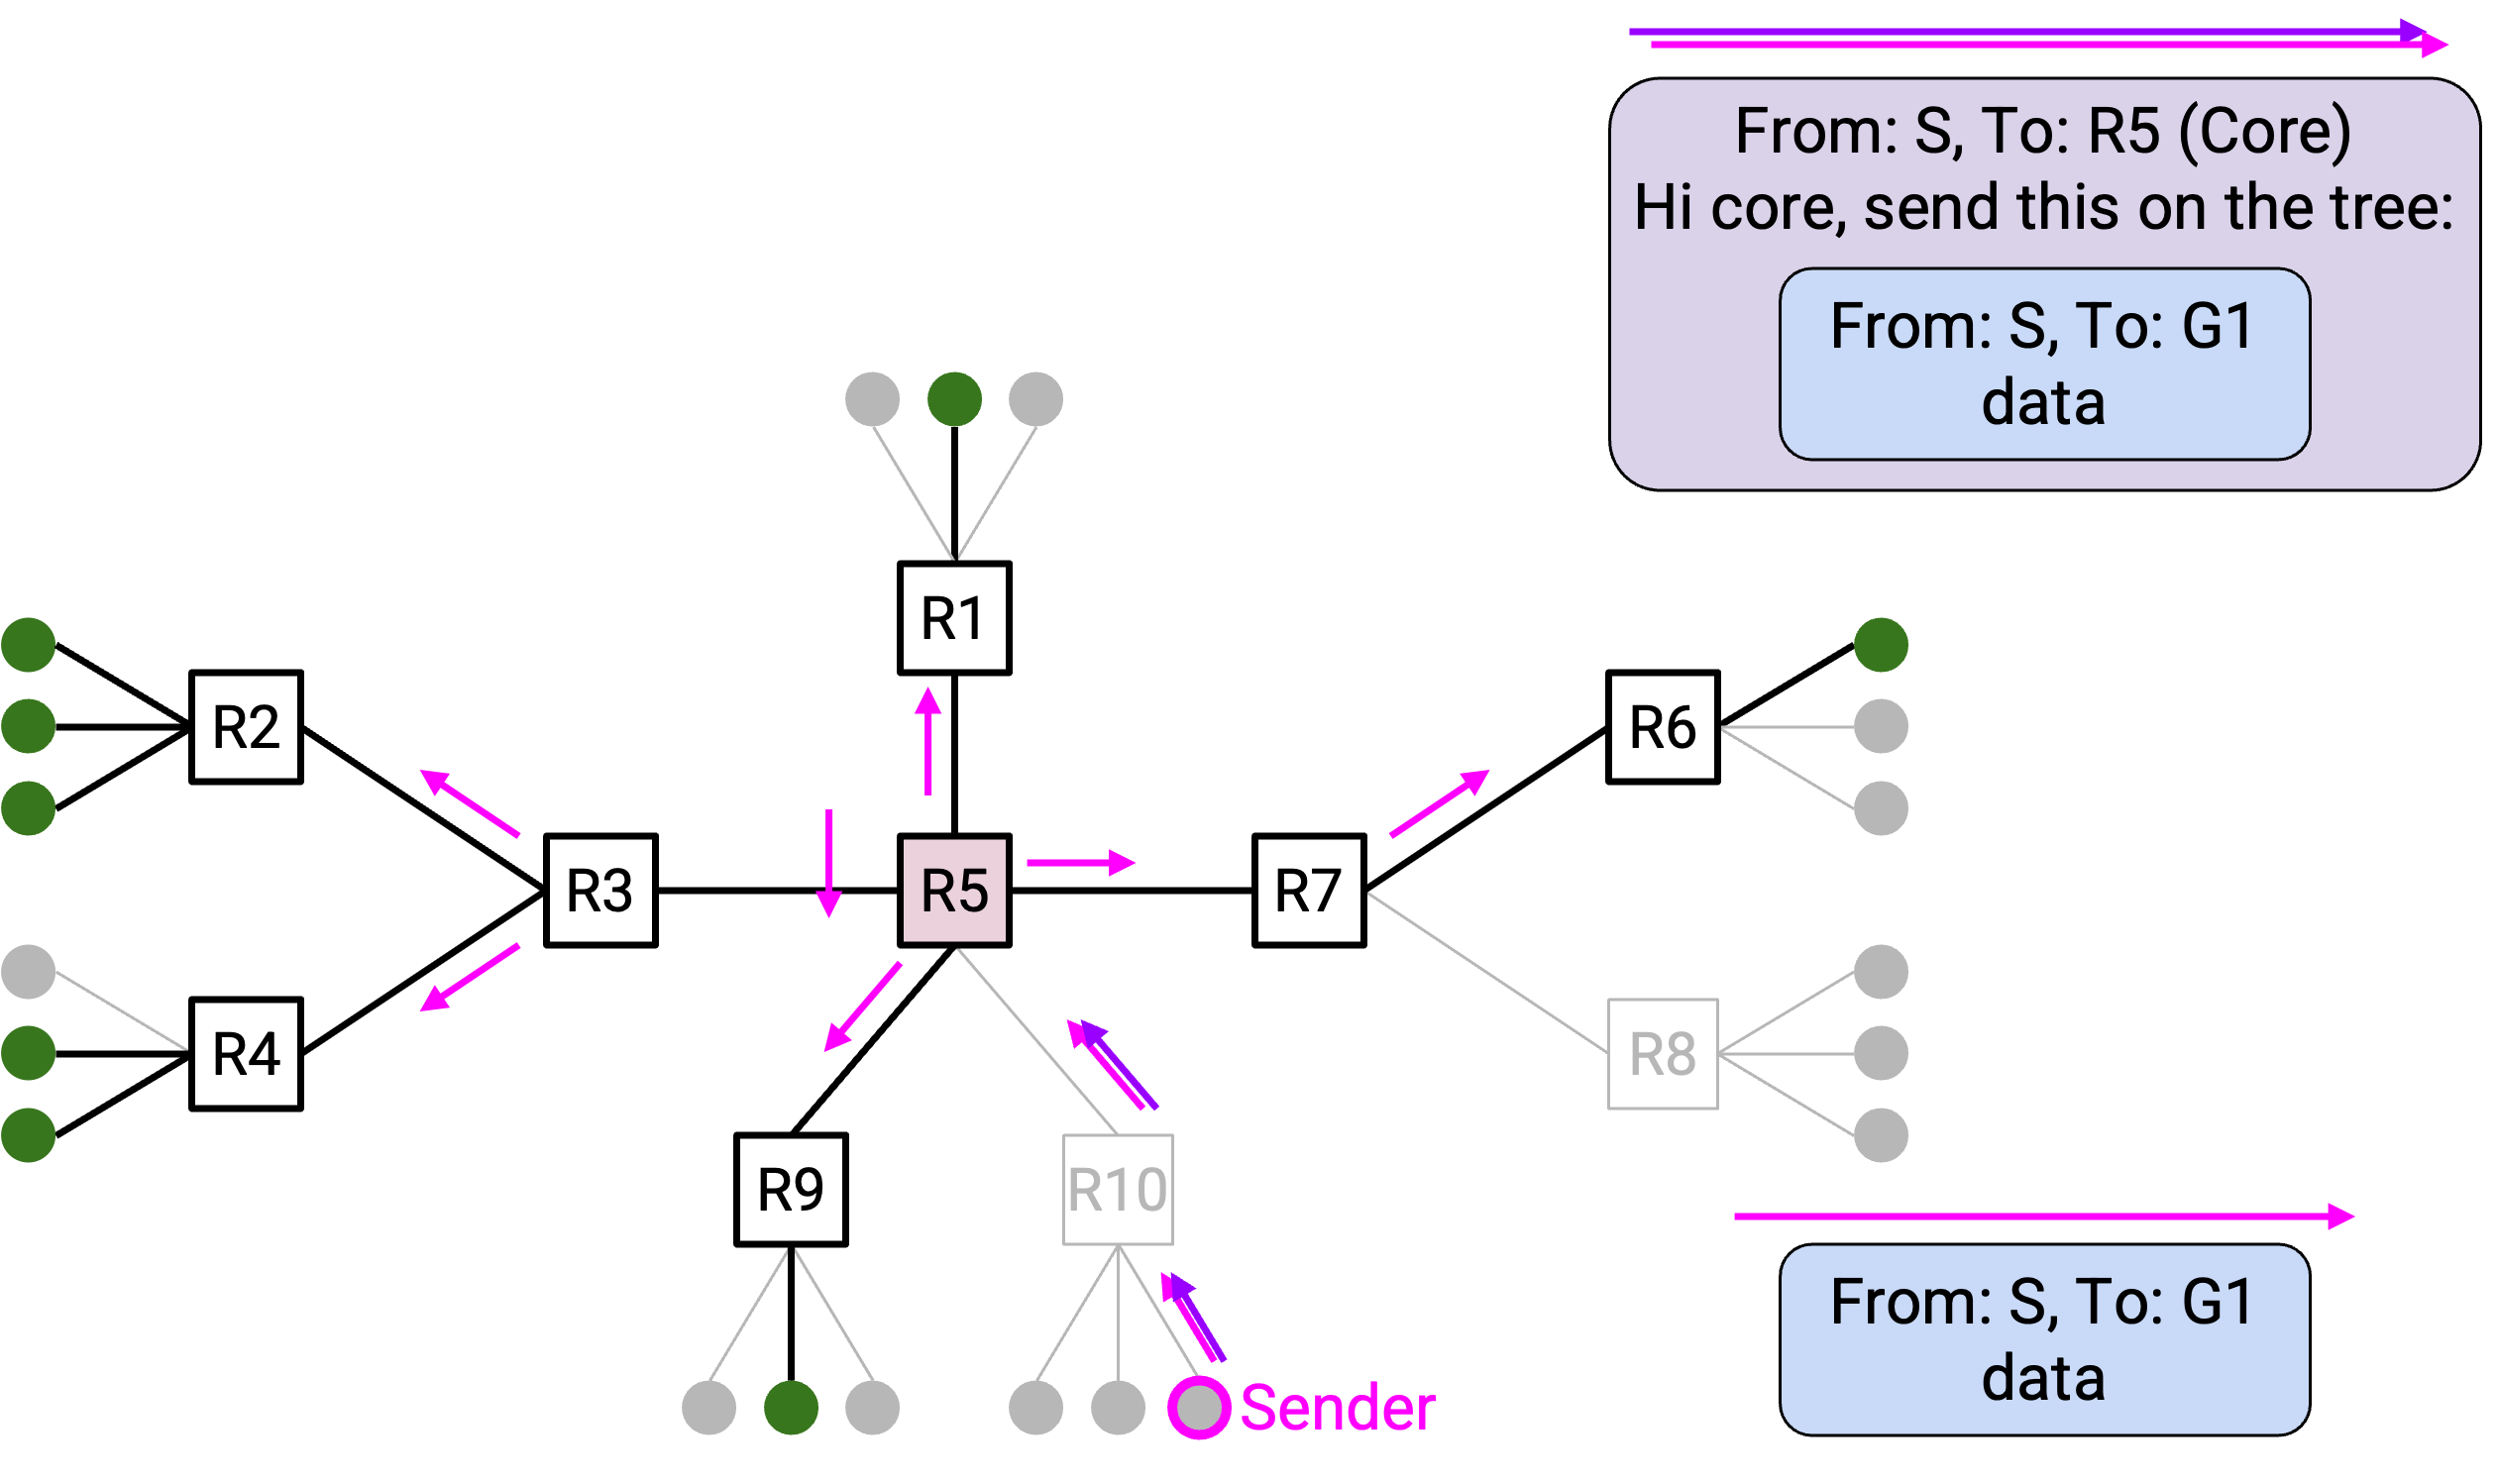 From: S, To: R5 (Core)
Hi core, send this on the tree:
From: S, To: G1
data
R1
R2
R6
R3
R5
R7
R4
R8
R9
R10
From: S, To: G1
data
Sender